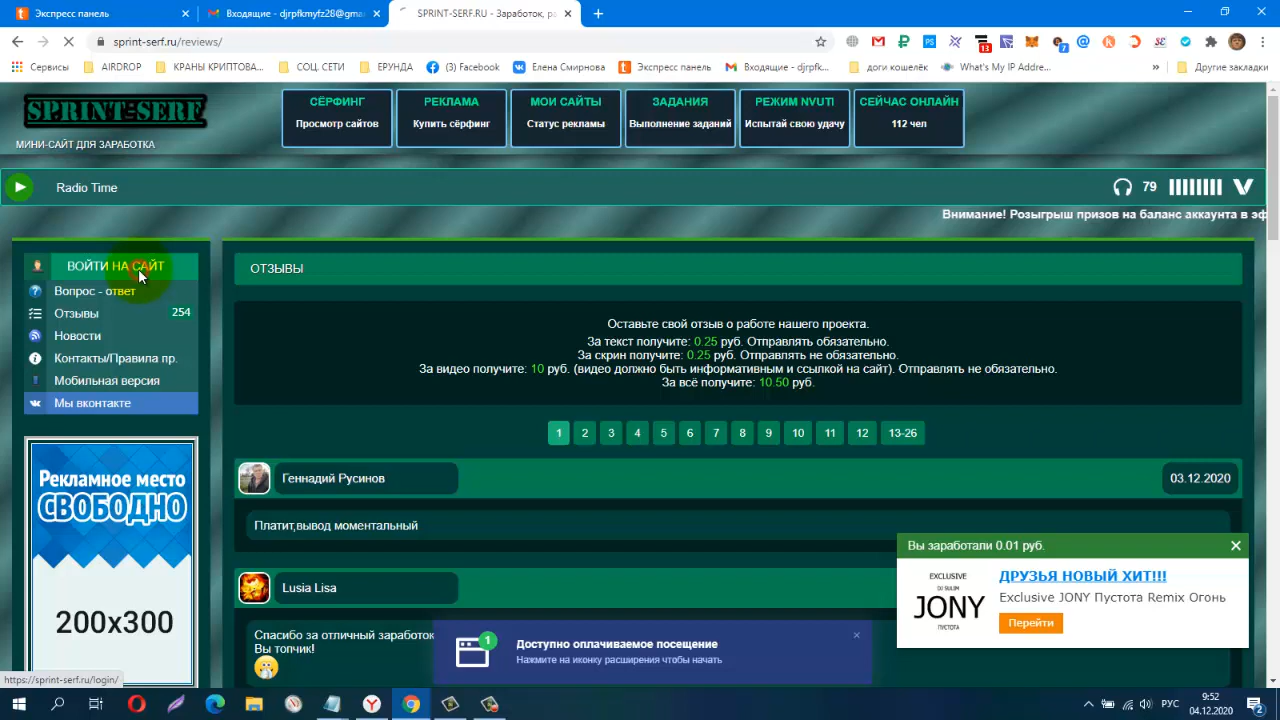 Экспресс панель
Входящие - djrpfkmyfz28@gma
SPRINT-SERF.RU - Заработок, ра
sprint-serf.ru/reviews/
13
7
Сервисы
AIRDROP
КРАНЫ КРИПТОВА...
СОЦ. СЕТИ
ЕРУНДА
(3) Facebook
Елена Смирнова
Экспресс панель
Входящие - djrpfk...
доги кошелёк
What's My IP Addre...
»
Другие закладки
SPRINT-SERF
МИНИ-САЙТ ДЛЯ ЗАРАБОТКА
СЁРФИНГ
Просмотр сайтов
РЕКЛАМА
Купить сёрфинг
МОИ САЙТЫ
Статус рекламы
ЗАДАНИЯ
Выполнение заданий
РЕЖИМ NVUTI
Испытай свою удачу
СЕЙЧАС ОНЛАЙН
112 чел
Radio Time
79
Внимание! Розыгрыш призов на баланс аккаунта в эф
ВОЙТИ НА САЙТ
Вопрос - ответ
Отзывы 254
Новости
Контакты/Правила пр.
Мобильная версия
Мы вконтакте
Рекламное место
СВОБОДНО
200x300
ОТЗЫВЫ
Оставьте свой отзыв о работе нашего проекта.
За текст получите: 0.25 руб. Отправлять обязательно.
За скрин получите: 0.25 руб. Отправлять не обязательно.
За видео получите: 10 руб. (видео должно быть информативным и ссылкой на сайт). Отправлять не обязательно.
За всё получите: 10.50 руб.
1 2 3 4 5 6 7 8 9 10 11 12 13-26
Геннадий Русинов
03.12.2020
Платит,вывод моментальный
Lusia Lisa
Спасибо за отличный заработок
Вы топчик!
1
Доступно оплачиваемое посещение
Нажмите на иконку расширения чтобы начать
Вы заработали 0.01 руб.
EXCLUSIVE
JONY
ПУСТОТА
ДРУЗЬЯ НОВЫЙ ХИТ!!!
Exclusive JONY Пустота Remix Огонь
Перейти
https://sprint-serf.ru/login/
РУС
9:52
04.12.2020
2